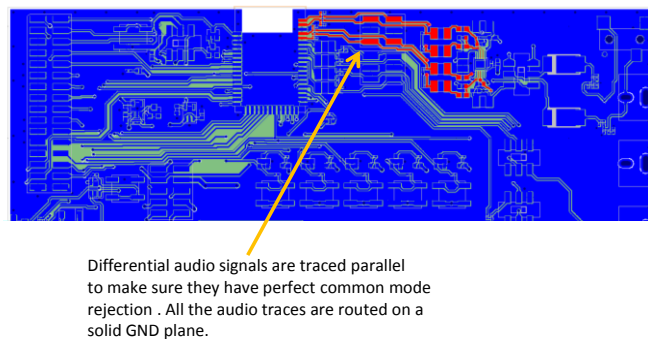 Differential audio signals are traced parallel
to make sure they have perfect common mode
rejection . All the audio traces are routed on a
solid GND plane.